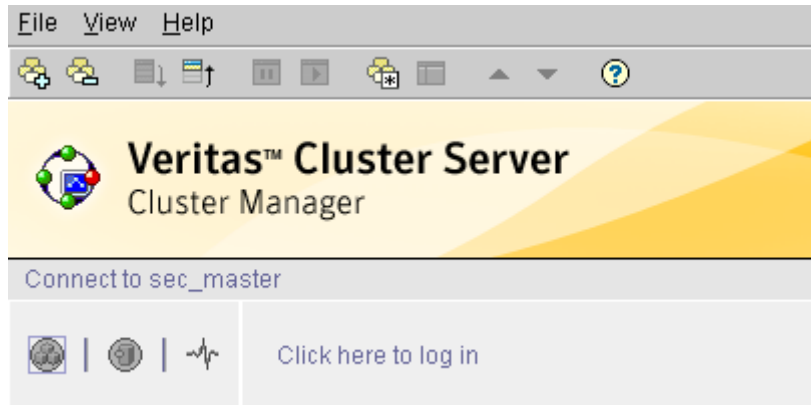 File View Help
Veritas™ Cluster Server
Cluster Manager
Connect to sec_master
Click here to log in